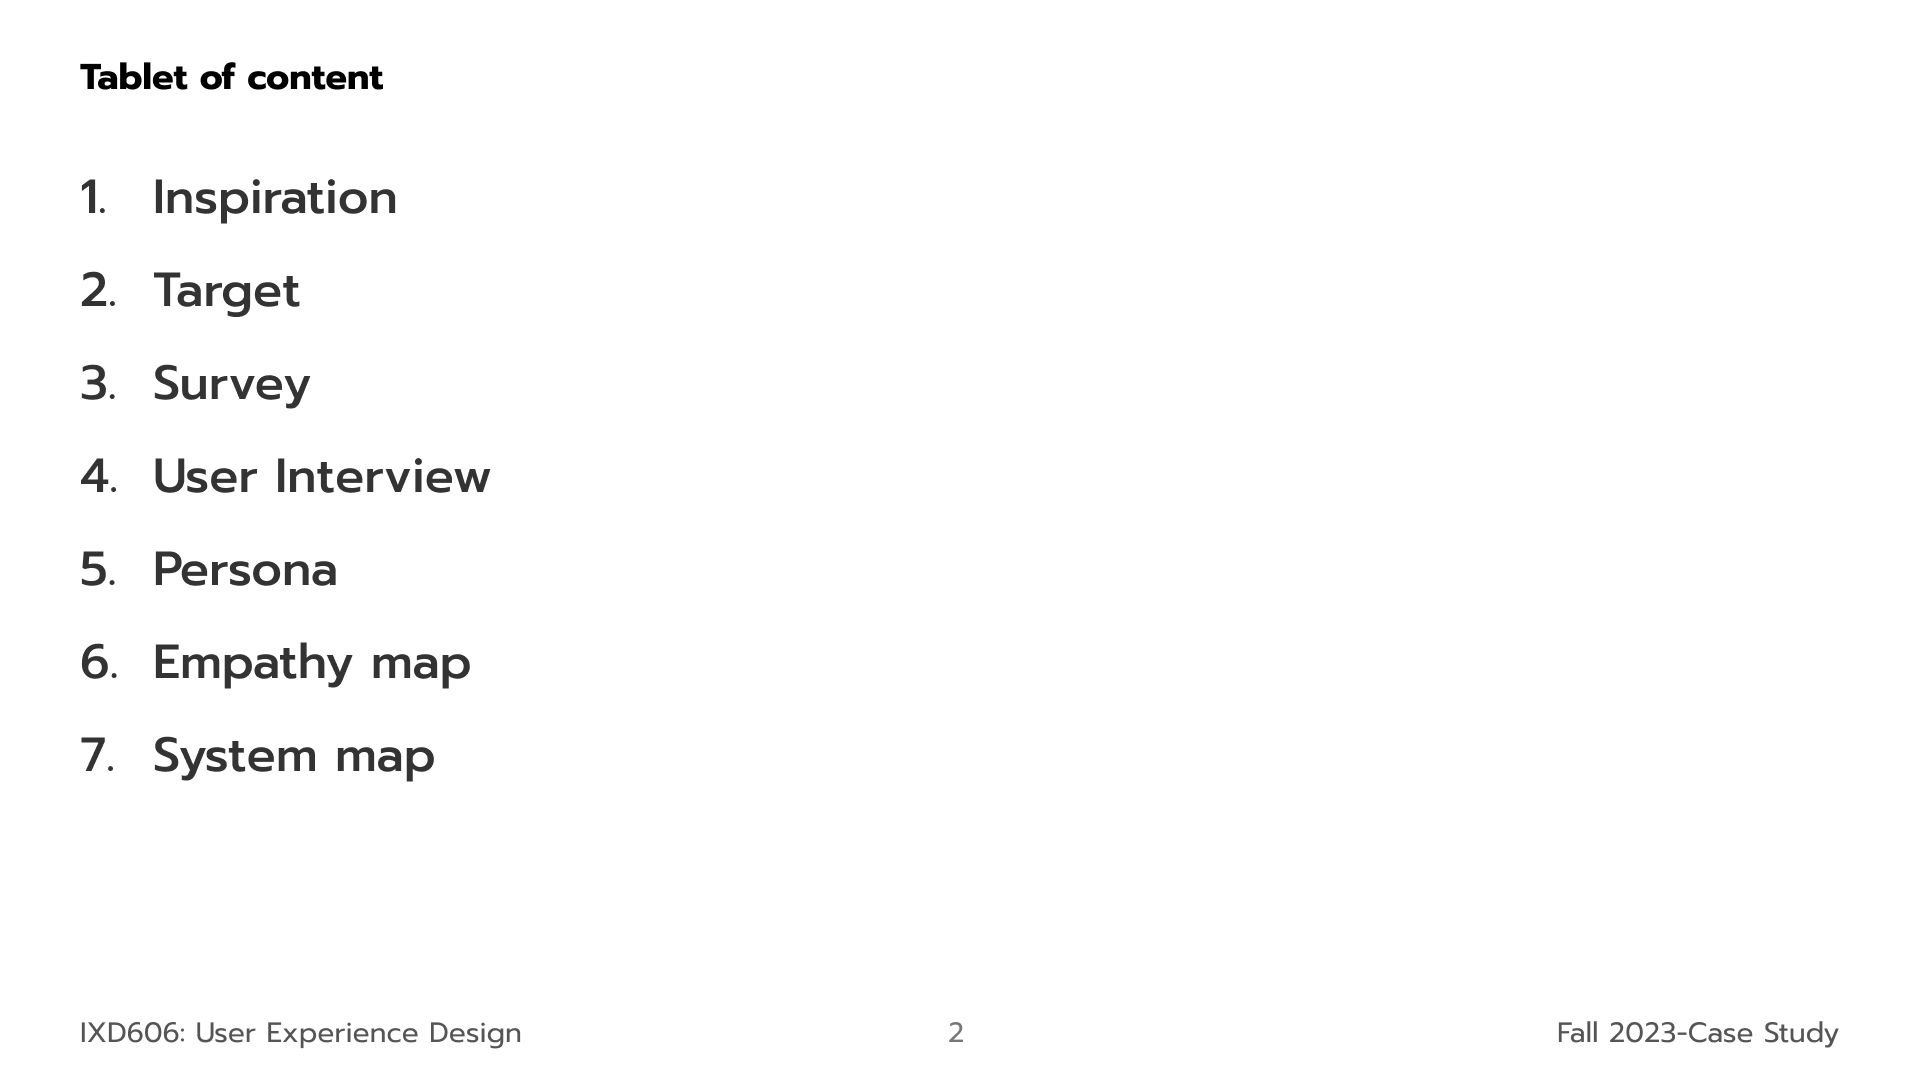 Tablet of content
1. Inspiration
2. Target
3. Survey
4. User Interview
5. Persona
6. Empathy map
7. System map
IXD606: User Experience Design
2
Fall 2023-Case Study